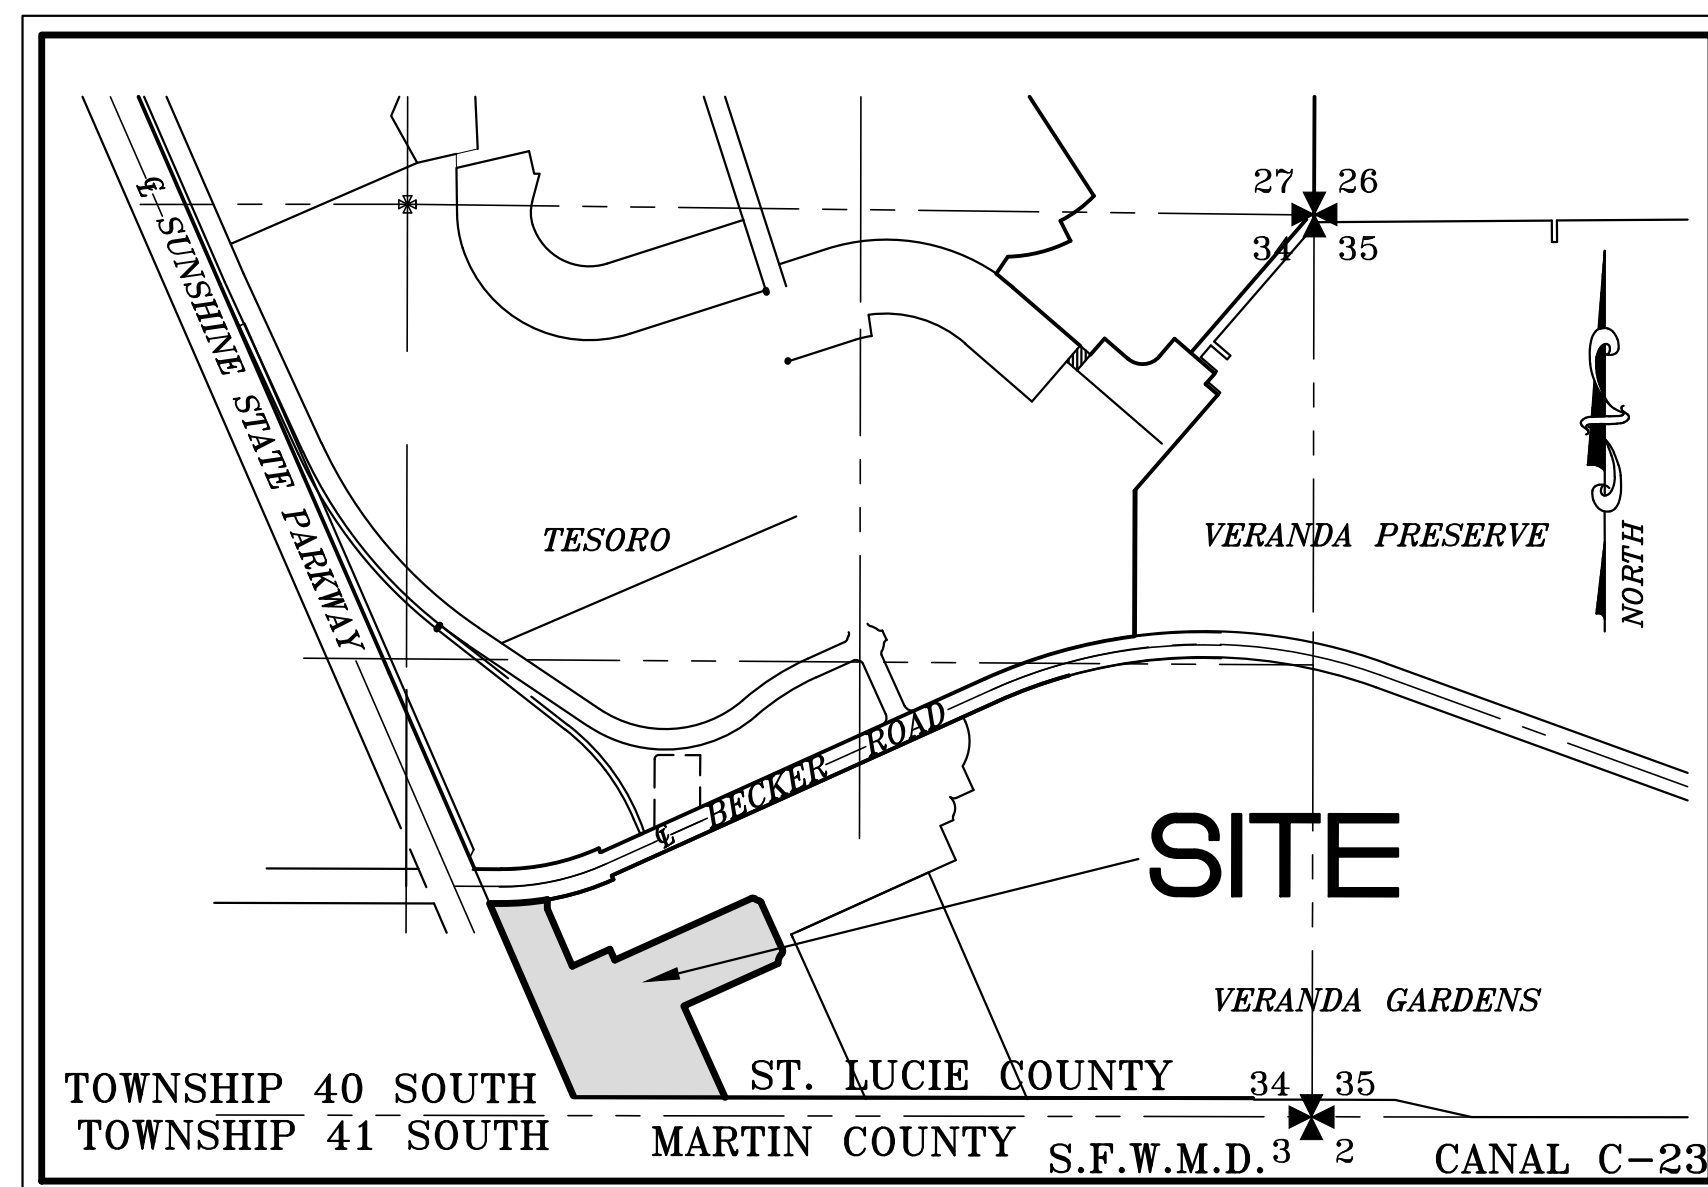 27 26
34 35
℄ SUNSHINE STATE PARKWAY
TESORO
VERANDA PRESERVE
NORTH
℄ BECKER ROAD
SITE
VERANDA GARDENS
TOWNSHIP 40 SOUTH
ST. LUCIE COUNTY
34 35
TOWNSHIP 41 SOUTH
MARTIN COUNTY
S.F.W.M.D.
3 2
CANAL C-23